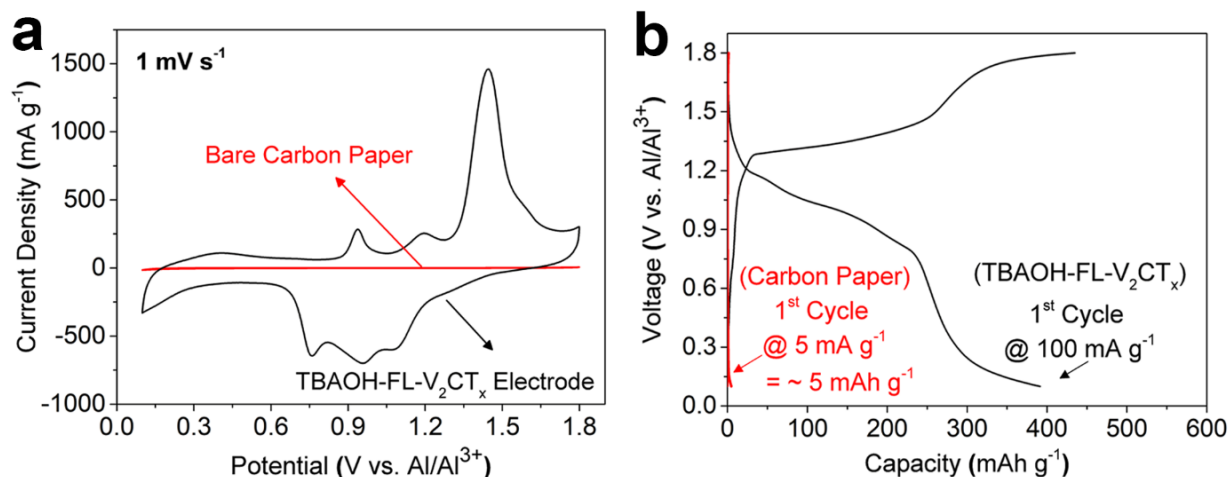 a
1 mV s⁻¹
Bare Carbon Paper
TBAOH-FL-V₂CTₓ Electrode
1500
1000
500
0
-500
-1000
Current Density (mA g⁻¹)
0.0 0.3 0.6 0.9 1.2 1.5 1.8
Potential (V vs. Al/Al³⁺)
b
(Carbon Paper)
1ˢᵗ Cycle
@ 5 mA g⁻¹
= ~ 5 mAh g⁻¹
(TBAOH-FL-V₂CTₓ)
1ˢᵗ Cycle
@ 100 mA g⁻¹
1.8
1.5
1.2
0.9
0.6
0.3
0.0
Voltage (V vs. Al/Al³⁺)
0 100 200 300 400 500 600
Capacity (mAh g⁻¹)